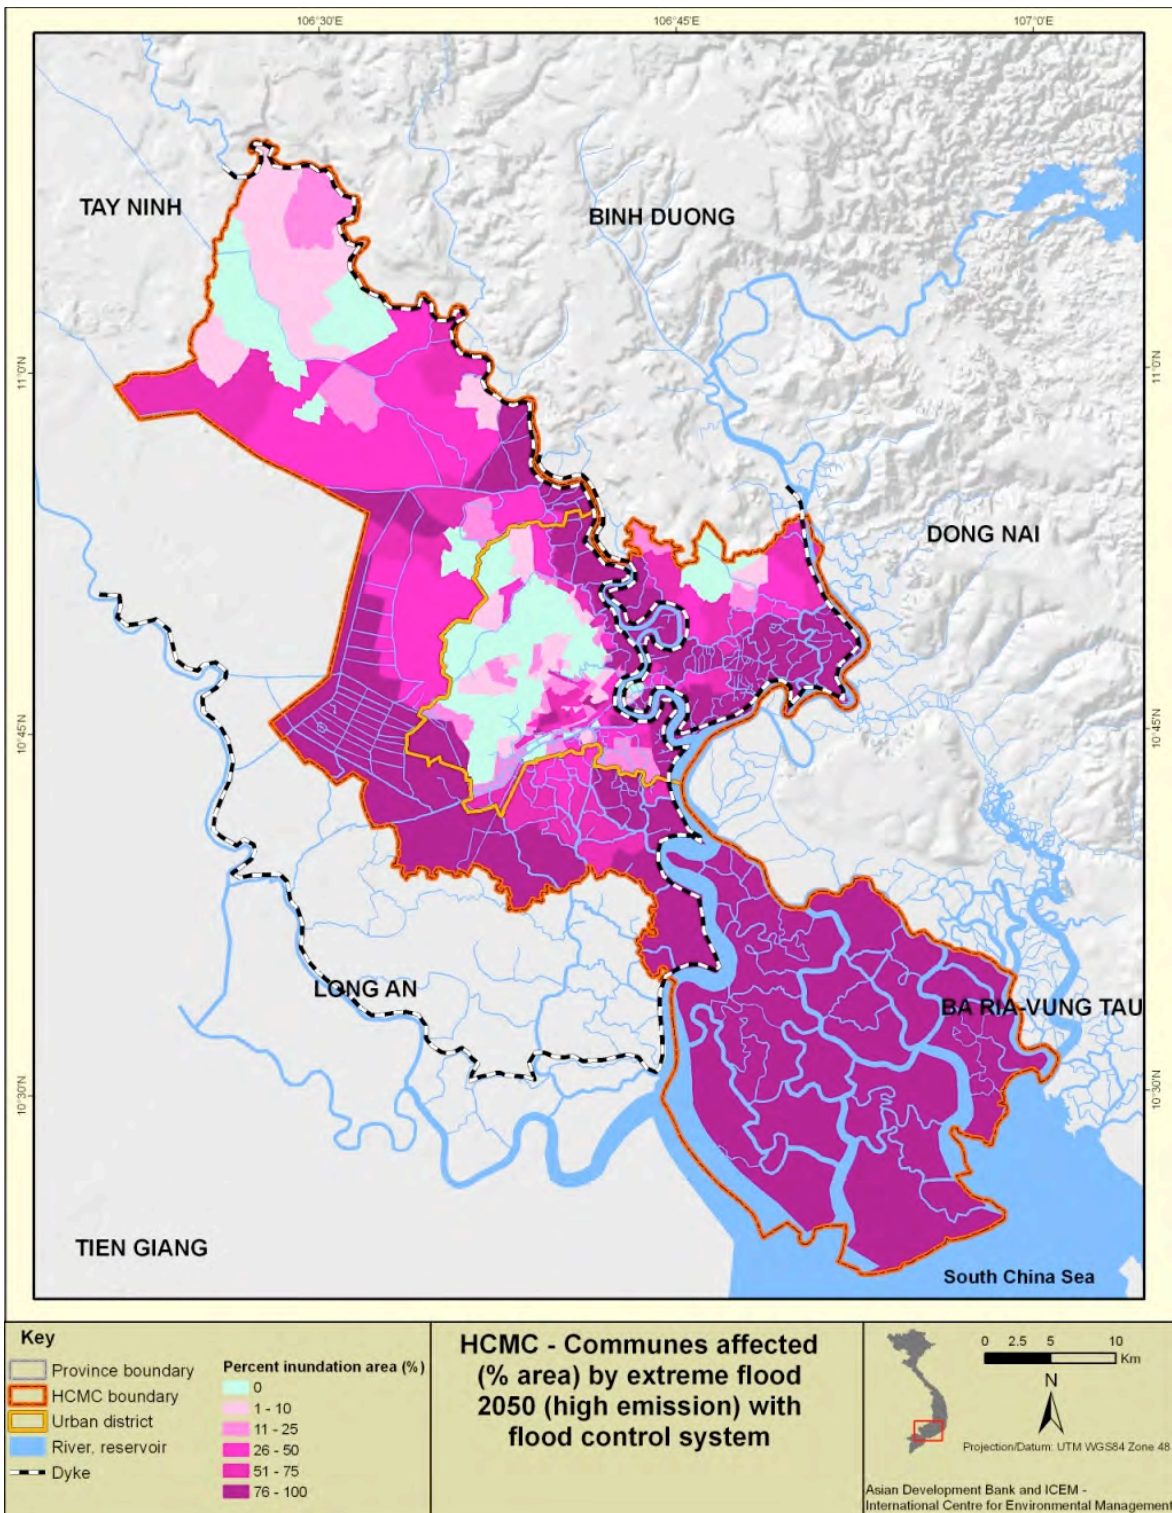 106°30'E
106°45'E
107°0'E
TAY NINH
BINH DUONG
11°0'N
11°0'N
DONG NAI
10°45'N
10°45'N
LONG AN
BA RIA-VUNG TAU
10°30'N
10°30'N
TIEN GIANG
South China Sea
Key
Province boundary
HCMC boundary
Urban district
River, reservoir
Dyke
Percent inundation area (%)
0
1 - 10
11 - 25
26 - 50
51 - 75
76 - 100
HCMC - Communes affected
(% area) by extreme flood
2050 (high emission) with
flood control system
0 2.5 5 10
Km
N
Projection/Datum: UTM WGS84 Zone 48
Asian Development Bank and ICEM -
International Centre for Environmental Management